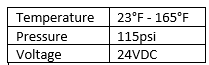 Temperature 23°F - 165°F
Pressure 115psi
Voltage 24VDC